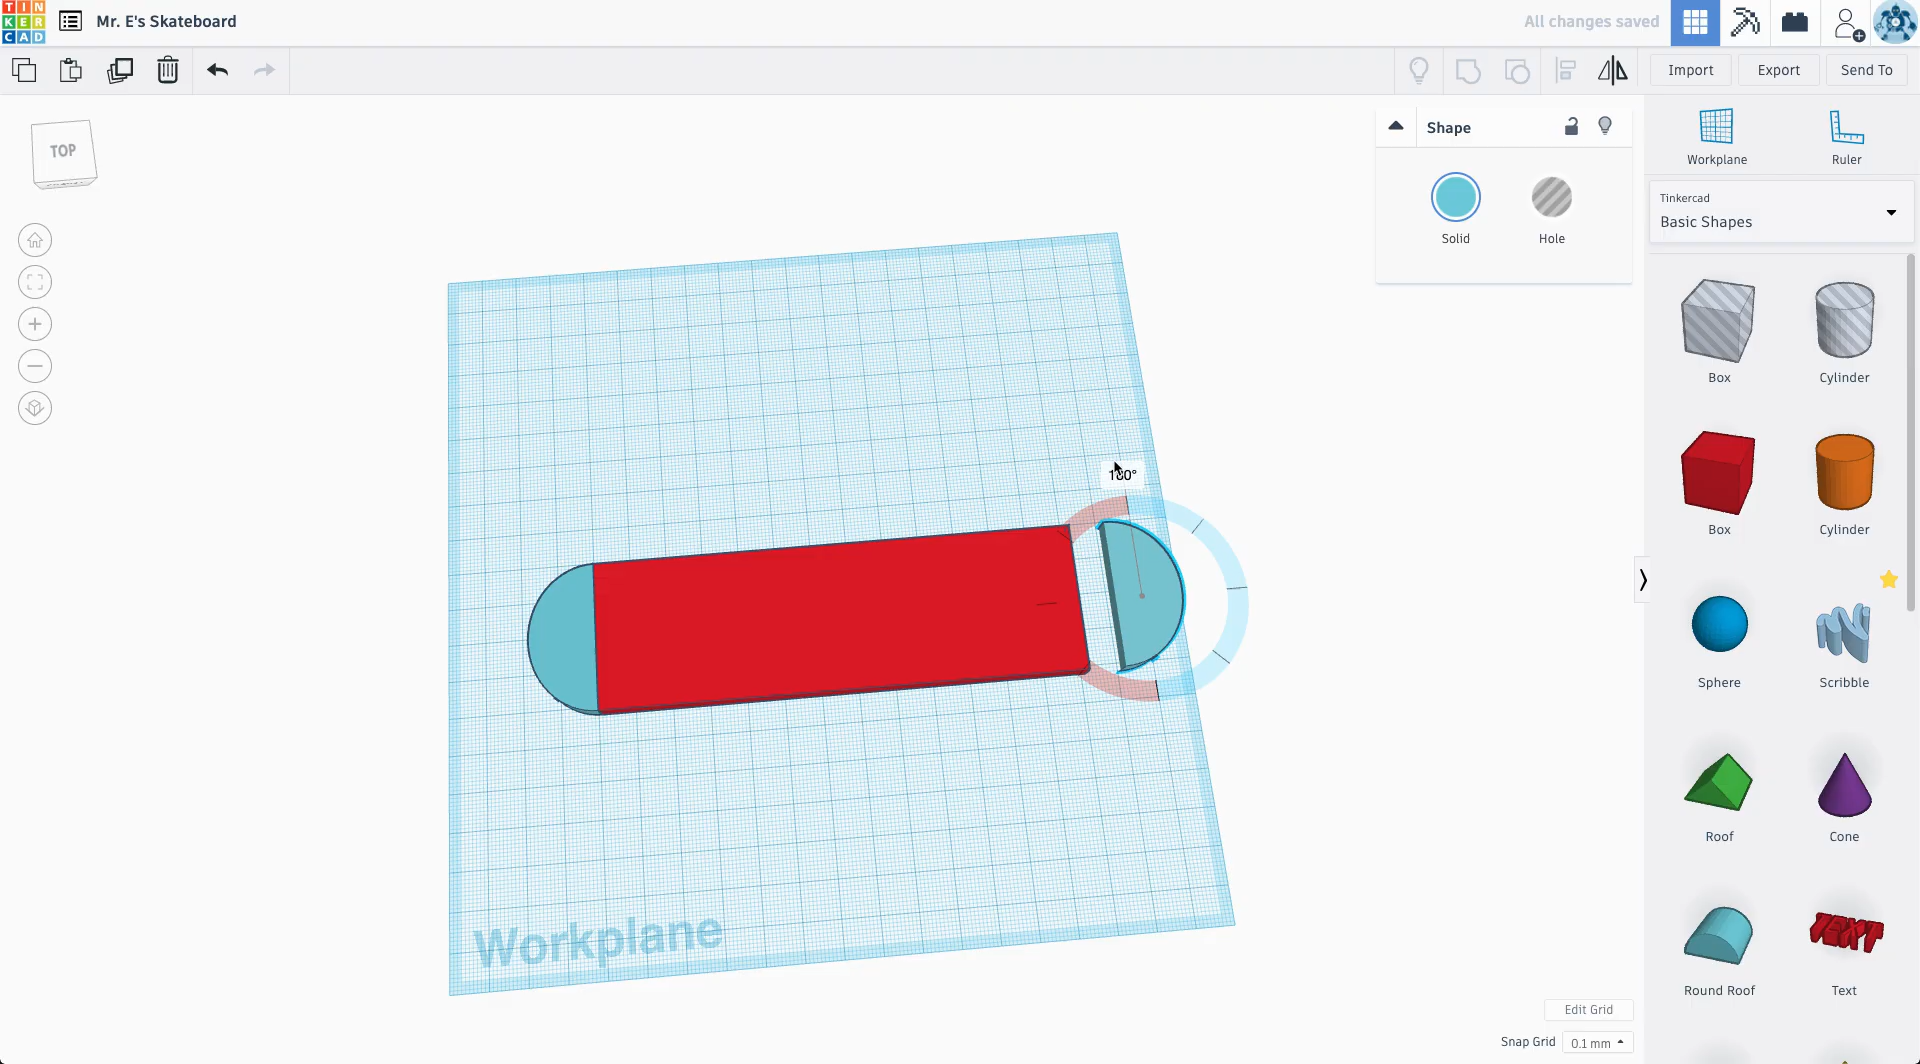 TIN
KER
CAD
Mr. E's Skateboard
All changes saved
Import
Export
Send To
TOP
Shape
Solid
Hole
Workplane
Ruler
Tinkercad
Basic Shapes
Box
Cylinder
Box
Cylinder
Sphere
Scribble
Roof
Cone
Round Roof
Text
TEXT
180°
Workplane
Edit Grid
Snap Grid
0.1 mm